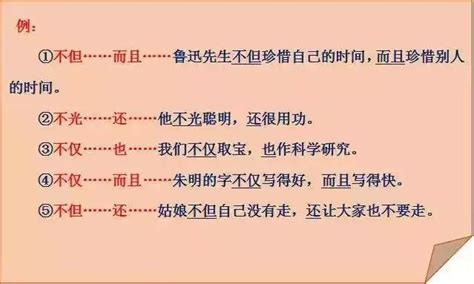 例：
①不但……而且……鲁迅先生不但珍惜自己的时间，而且珍惜别人
的时间。
②不光……还……他不光聪明，还很用功。
③不仅……也……我们不仅取宝，也作科学研究。
④不仅……而且……朱明的字不仅写得好，而且写得快。
⑤不但……还……姑娘不但自己没有走，还让大家也不要走。